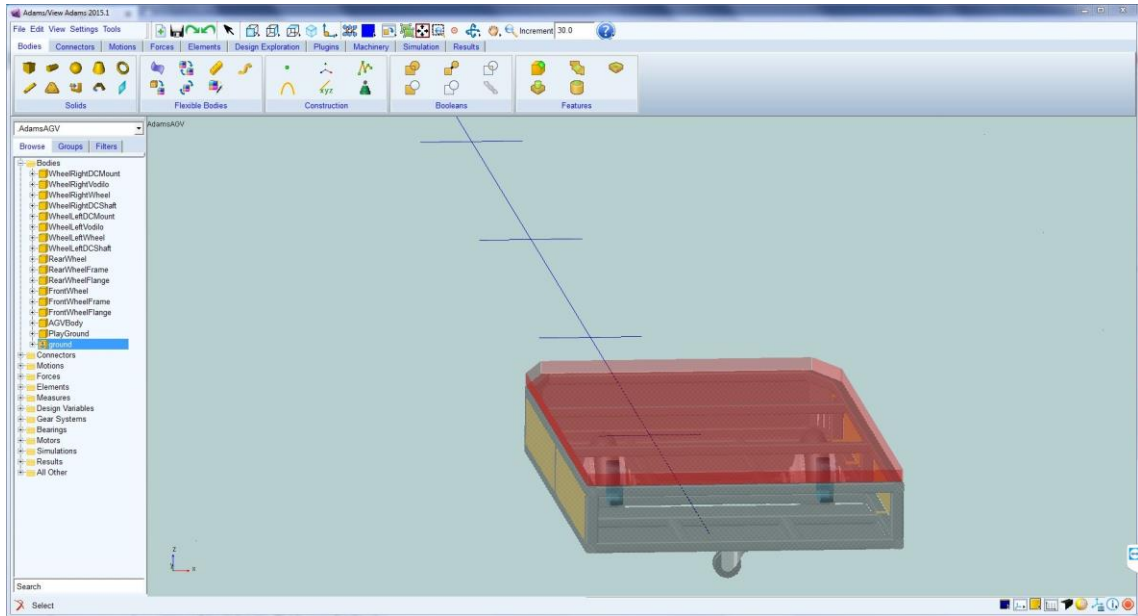 Adams/View Adams 2015.1
File Edit View Settings Tools
Increment 30.0
Bodies Connectors Motions Forces Elements Design Exploration Plugins Machinery Simulation Results
xyz
Solids Flexible Bodies Construction Booleans Features
AdamsAGV
AdamsAGV
Browse Groups Filters
Bodies
WheelRightDCMount
WheelRightVodilo
WheelRightWheel
WheelRightDCShaft
WheelLeftDCMount
WheelLeftVodilo
WheelLeftWheel
WheelLeftDCShaft
RearWheel
RearWheelFrame
RearWheelFlange
FrontWheel
FrontWheelFrame
FrontWheelFlange
AGVBody
PlayGround
ground
Connectors
Motions
Forces
Elements
Measures
Design Variables
Gear Systems
Bearings
Motors
Simulations
Results
All Other
z
y x
Search
Select